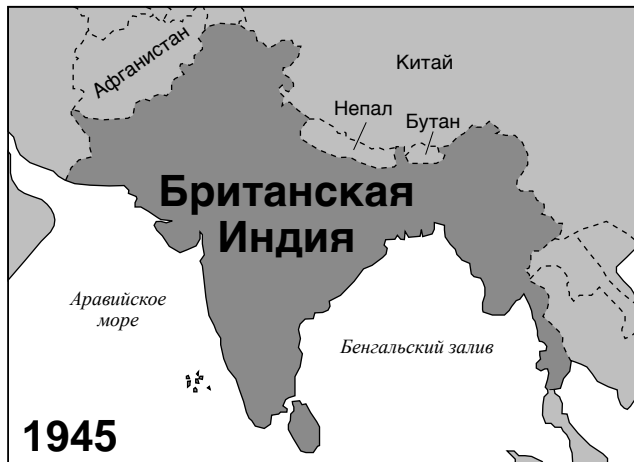 Афганистан
Китай
Непал
Бутан
Британская
Индия
Аравийское
море
Бенгальский залив
1945